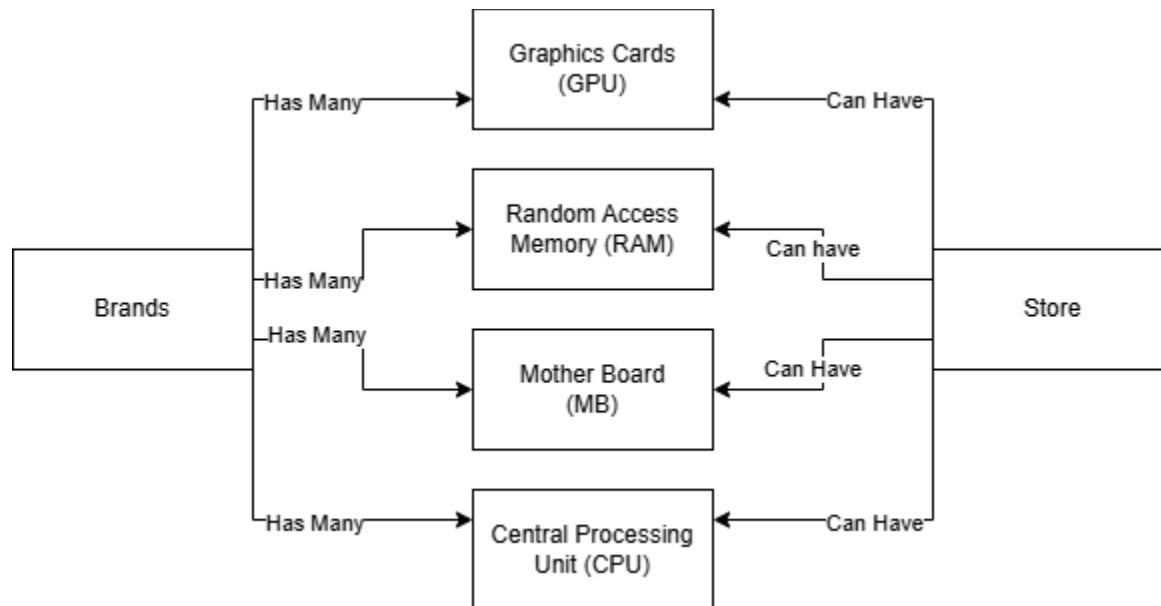 Graphics Cards
(GPU)
Has Many
Can Have
Random Access
Memory (RAM)
Can have
Has Many
Brands
Store
Has Many
Mother Board
(MB)
Can Have
Has Many
Central Processing
Unit (CPU)
Can Have